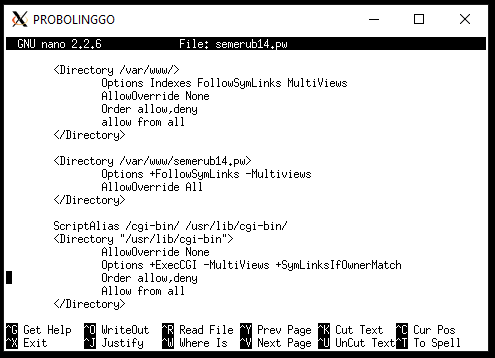 PROBOLINGGO
GNU nano 2.2.6 File: semerub14.pw
<Directory /var/www/>
Options Indexes FollowSymLinks MultiViews
AllowOverride None
Order allow,deny
allow from all
</Directory>
<Directory /var/www/semerub14.pw>
Options +FollowSymLinks -Multiviews
AllowOverride All
</Directory>
ScriptAlias /cgi-bin/ /usr/lib/cgi-bin/
<Directory "/usr/lib/cgi-bin">
AllowOverride None
Options +ExecCGI -MultiViews +SymLinksIfOwnerMatch
Order allow,deny
Allow from all
</Directory>
^G Get Help ^O WriteOut ^R Read File ^Y Prev Page ^K Cut Text ^C Cur Pos
^X Exit ^J Justify ^W Where Is ^V Next Page ^U UnCut Text ^T To Spell